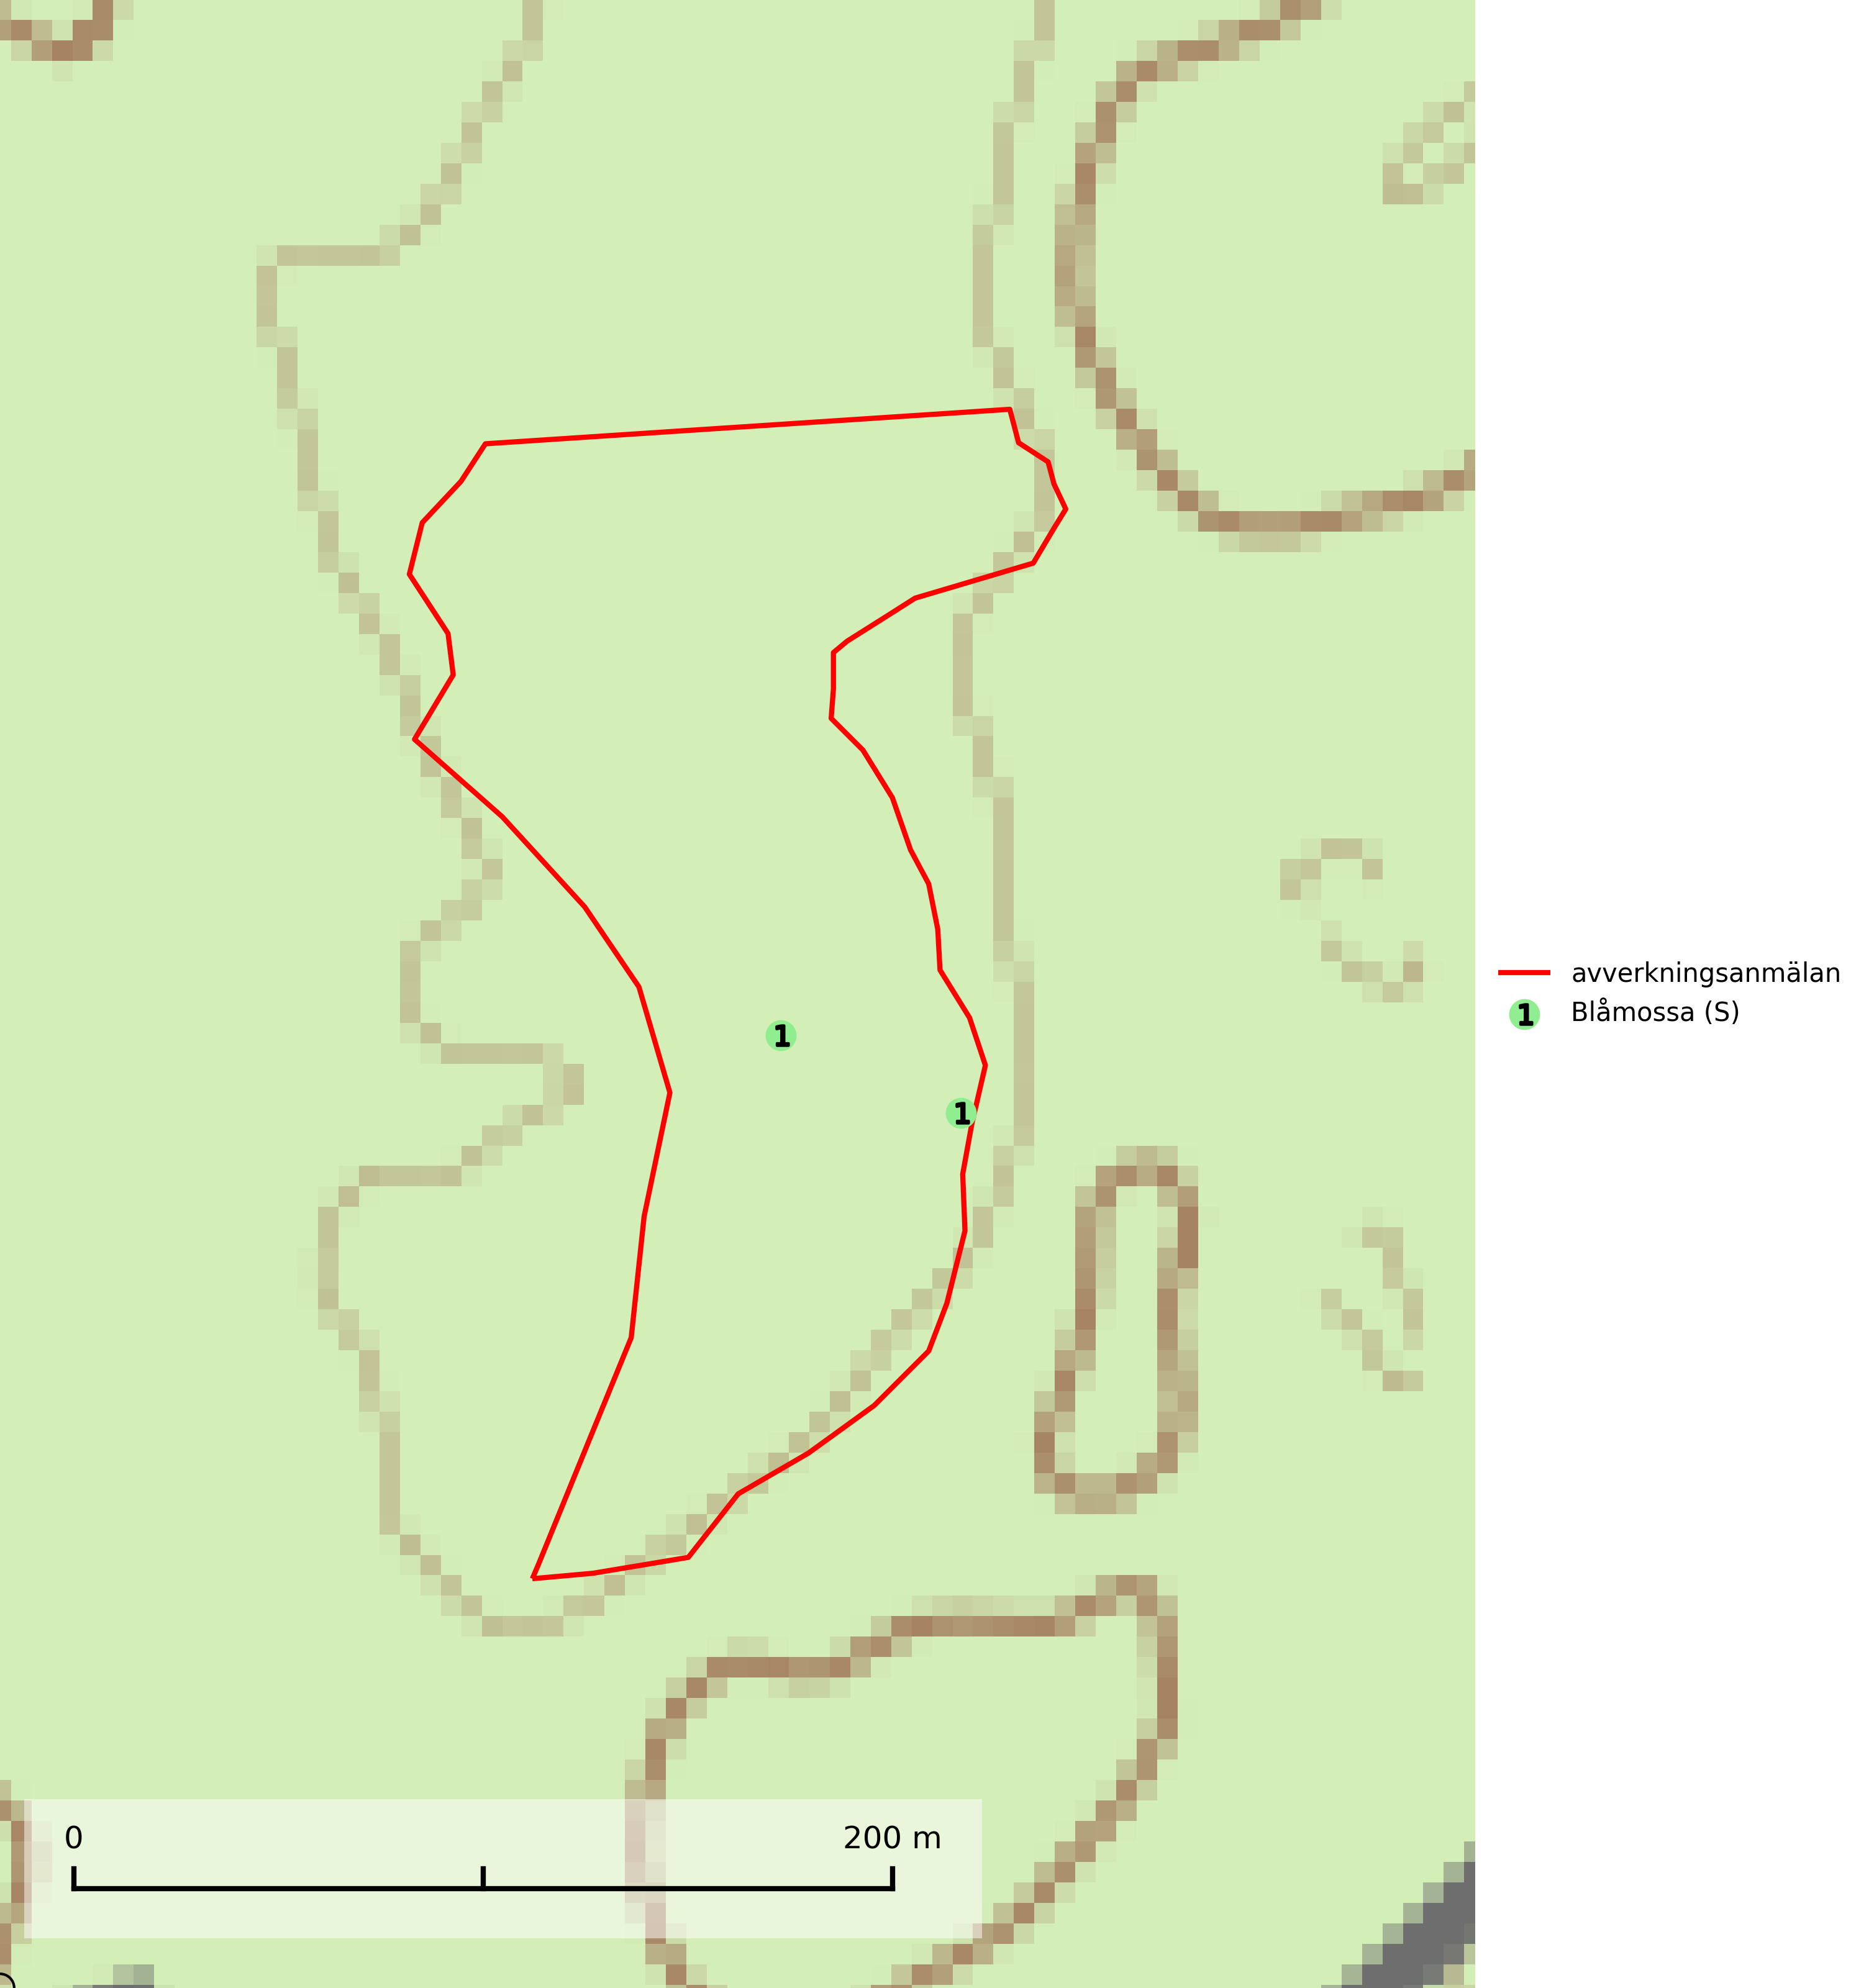 1
1
avverkningsanmälan
1 Blåmossa (S)
0 200 m